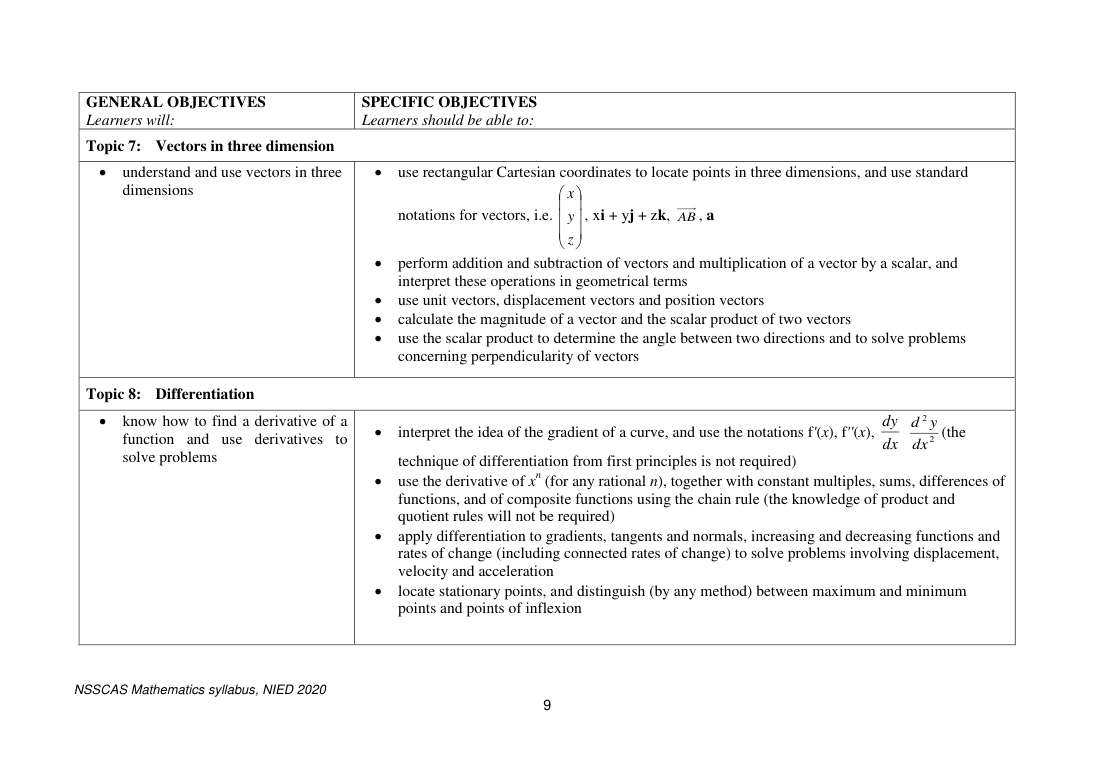 GENERAL OBJECTIVES
Learners will:
SPECIFIC OBJECTIVES
Learners should be able to:
Topic 7: Vectors in three dimension
• understand and use vectors in three
dimensions
• use rectangular Cartesian coordinates to locate points in three dimensions, and use standard
notations for vectors, i.e. (x y z), xi + yj + zk, AB, a
• perform addition and subtraction of vectors and multiplication of a vector by a scalar, and
interpret these operations in geometrical terms
• use unit vectors, displacement vectors and position vectors
• calculate the magnitude of a vector and the scalar product of two vectors
• use the scalar product to determine the angle between two directions and to solve problems
concerning perpendicularity of vectors
Topic 8: Differentiation
• know how to find a derivative of a
function and use derivatives to
solve problems
• interpret the idea of the gradient of a curve, and use the notations f′(x), f″(x), dy/dx d²y/dx² (the
technique of differentiation from first principles is not required)
• use the derivative of xⁿ (for any rational n), together with constant multiples, sums, differences of
functions, and of composite functions using the chain rule (the knowledge of product and
quotient rules will not be required)
• apply differentiation to gradients, tangents and normals, increasing and decreasing functions and
rates of change (including connected rates of change) to solve problems involving displacement,
velocity and acceleration
• locate stationary points, and distinguish (by any method) between maximum and minimum
points and points of inflexion
NSSCAS Mathematics syllabus, NIED 2020
9